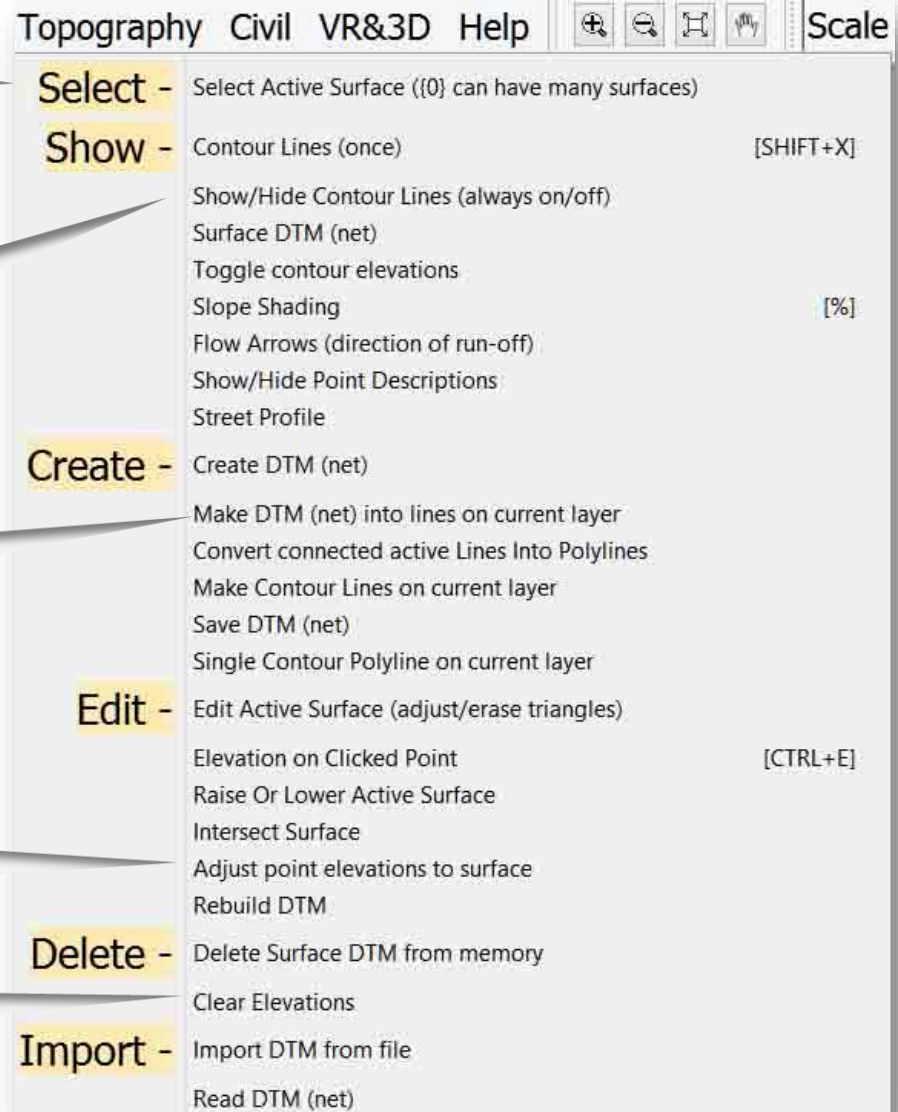 Topography Civil VR&3D Help Scale
Select - Select Active Surface ({0} can have many surfaces)
Show - Contour Lines (once) [SHIFT+X]
Show/Hide Contour Lines (always on/off)
Surface DTM (net)
Toggle contour elevations
Slope Shading [%]
Flow Arrows (direction of run-off)
Show/Hide Point Descriptions
Street Profile
Create - Create DTM (net)
Make DTM (net) into lines on current layer
Convert connected active Lines Into Polylines
Make Contour Lines on current layer
Save DTM (net)
Single Contour Polyline on current layer
Edit - Edit Active Surface (adjust/erase triangles)
Elevation on Clicked Point [CTRL+E]
Raise Or Lower Active Surface
Intersect Surface
Adjust point elevations to surface
Rebuild DTM
Delete - Delete Surface DTM from memory
Clear Elevations
Import - Import DTM from file
Read DTM (net)